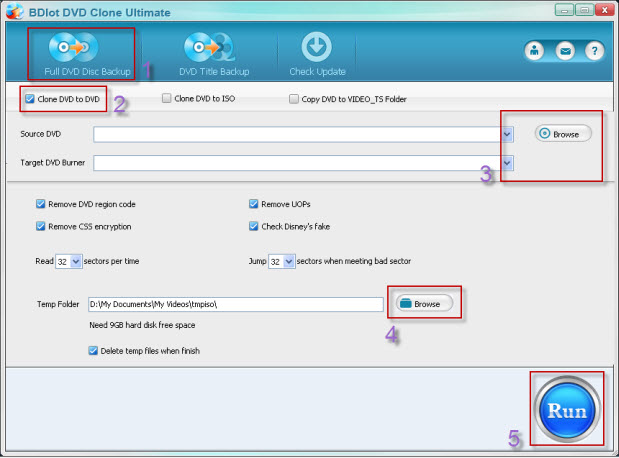 BDlot DVD Clone Ultimate
Full DVD Disc Backup
1
DVD Title Backup
Check Update
?
Clone DVD to DVD
2
Clone DVD to ISO
Copy DVD to VIDEO_TS Folder
Source DVD
Browse
Target DVD Burner
3
Remove DVD region code
Remove UOPs
Remove CSS encryption
Check Disney's fake
Read 32 sectors per time
Jump 32 sectors when meeting bad sector
Temp Folder
D:\My Documents\My Videos\tmpiso\
Browse
4
Need 9GB hard disk free space
Delete temp files when finish
Run
5